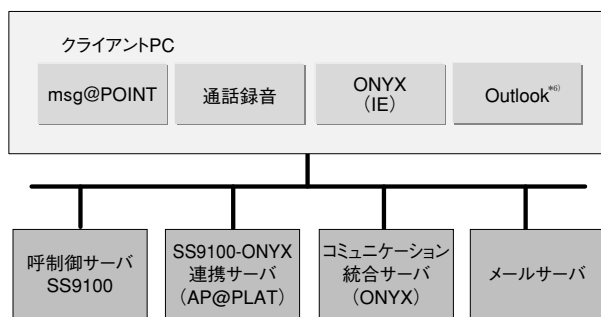 クライアントPC
msg@POINT
通話録音
ONYX
（IE）
Outlook*6)
呼制御サーバ
SS9100
SS9100-ONYX
連携サーバ
（AP@PLAT）
コミュニケーション
統合サーバ
（ONYX）
メールサーバ